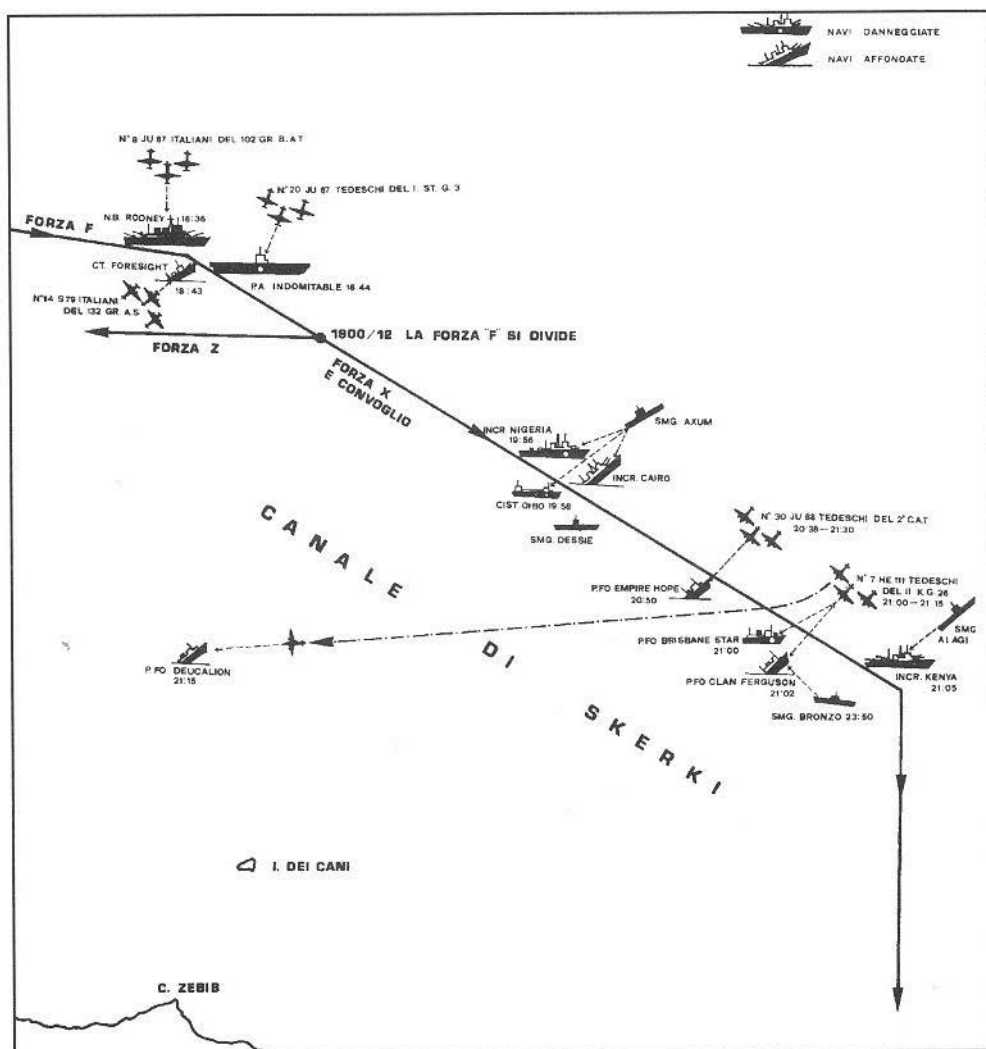 NAVI DANNEGGIATE
NAVI AFFONDATE
N° 8 JU 87 ITALIANI DEL 102 GR. B. A T.
N° 20 JU 87 TEDESCHI DEL I. ST. G. 3
N.B. RODNEY 18:36
FORZA F
CT. FORESIGHT
18:43
P.A. INDOMITABLE 18.44
N° 14 S 79 ITALIANI
DEL 132 GR. A.S.
FORZA Z
1900/12 LA FORZA "F" SI DIVIDE
FORZA X
E CONVOGLIO
INCR NIGERIA
19:56
SMG. AXUM
INCR. CAIRO
CIST. OHIO 19:56
SMG. DESSIE
N° 30 JU 88 TEDESCHI DEL 2° C.A.T
20:38—21:30
P.FO EMPIRE HOPE
20:50
N° 7 HE 111 TEDESCHI
DEL II K.G. 26
21:00—21:15
SMG.
ALAGI
P.FO BRISBANE STAR
21:00
P.FO DEUCALION
21:15
P.FO CLAN FERGUSON
21:02
INCR. KENYA
21:05
SMG. BRONZO 23:50
CANALE
DI
SKERKI
I. DEI CANI
C. ZEBIB